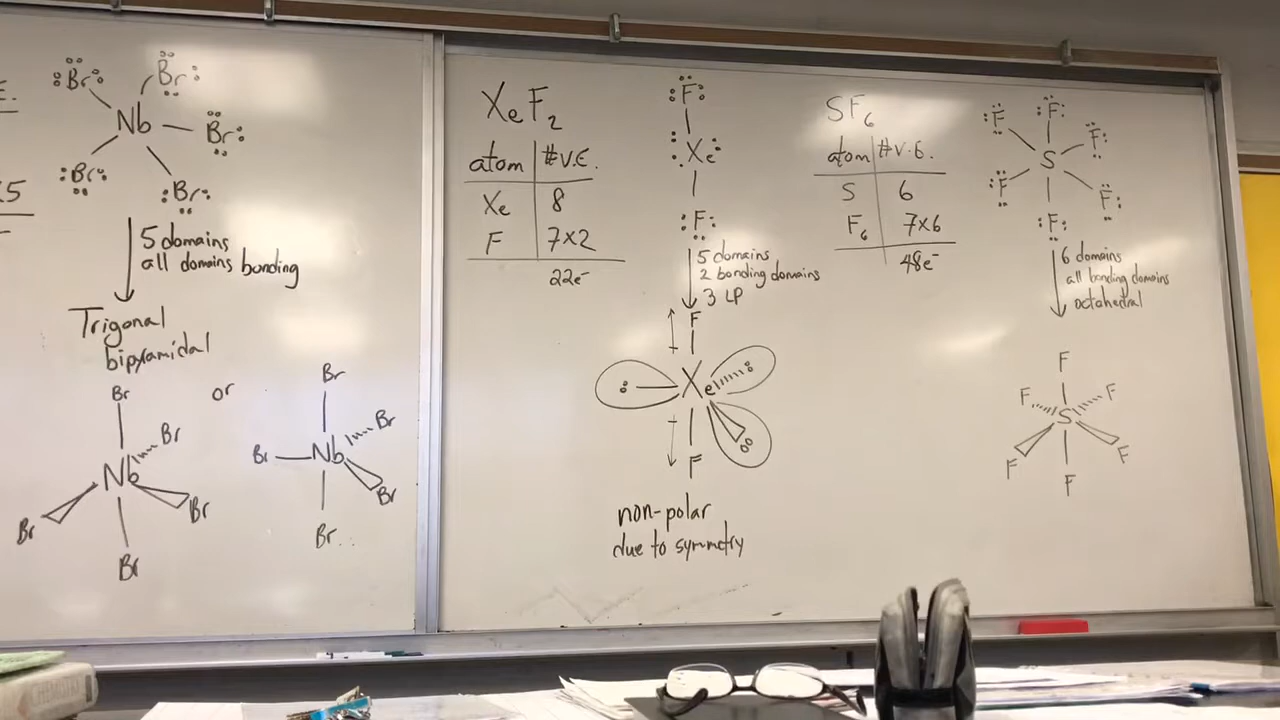 E.
x5
Br
Br
Nb
Br
Br
Br
5 domains
all domains bonding
Trigonal
bipyramidal
Br
Br
Nb
Br
Br
Br
or
Br
Br
Br
Nb
Br
Br
XeF2
atom #V.E.
Xe 8
F 7x2
22e-
F
Xe
F
5 domains
2 bonding domains
3 LP
F
Xe
F
non-polar
due to symmetry
SF6
atom #V.E.
S 6
F6 7x6
48e-
F
F
F
S
F
F
F
6 domains
all bonding domains
octahedral
F
F
F
S
F
F
F